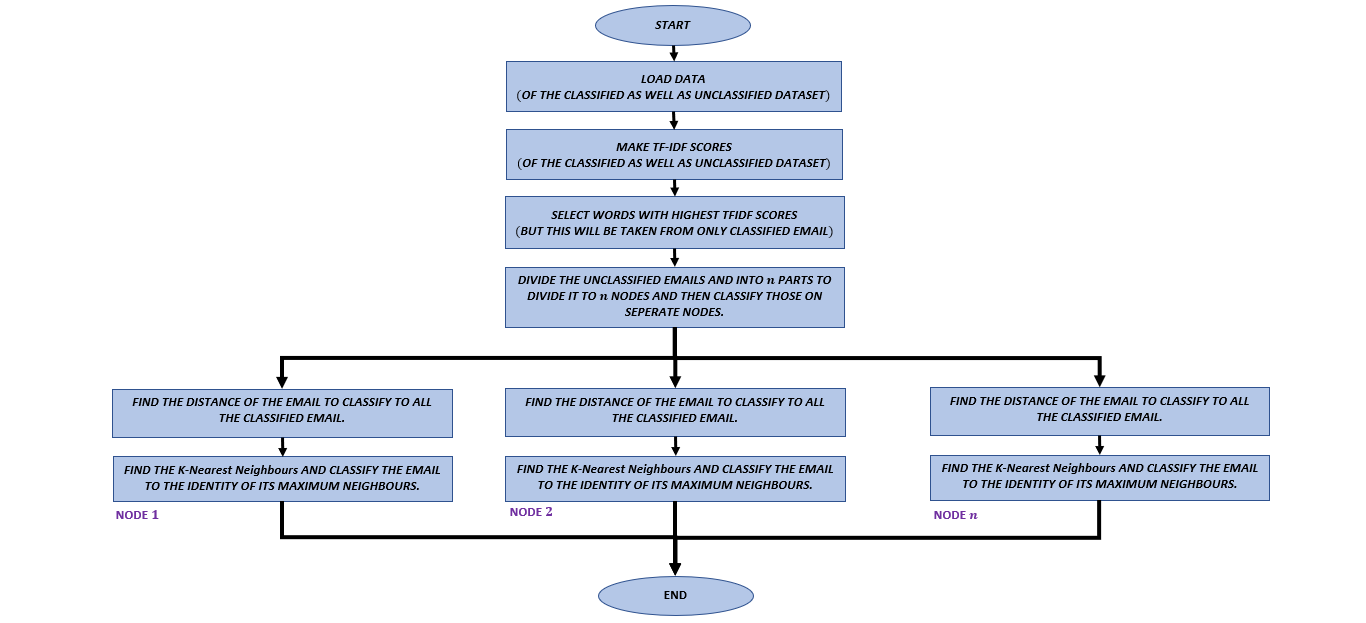 START
LOAD DATA
(OF THE CLASSIFIED AS WELL AS UNCLASSIFIED DATASET)
MAKE TF-IDF SCORES
(OF THE CLASSIFIED AS WELL AS UNCLASSIFIED DATASET)
SELECT WORDS WITH HIGHEST TFIDF SCORES
(BUT THIS WILL BE TAKEN FROM ONLY CLASSIFIED EMAIL)
DIVIDE THE UNCLASSIFIED EMAILS AND INTO n PARTS TO
DIVIDE IT TO n NODES AND THEN CLASSIFY THOSE ON
SEPERATE NODES.
FIND THE DISTANCE OF THE EMAIL TO CLASSIFY TO ALL
THE CLASSIFIED EMAIL.
FIND THE K-Nearest Neighbours AND CLASSIFY THE EMAIL
TO THE IDENTITY OF ITS MAXIMUM NEIGHBOURS.
NODE 1
FIND THE DISTANCE OF THE EMAIL TO CLASSIFY TO ALL
THE CLASSIFIED EMAIL.
FIND THE K-Nearest Neighbours AND CLASSIFY THE EMAIL
TO THE IDENTITY OF ITS MAXIMUM NEIGHBOURS.
NODE 2
FIND THE DISTANCE OF THE EMAIL TO CLASSIFY TO ALL
THE CLASSIFIED EMAIL.
FIND THE K-Nearest Neighbours AND CLASSIFY THE EMAIL
TO THE IDENTITY OF ITS MAXIMUM NEIGHBOURS.
NODE n
END